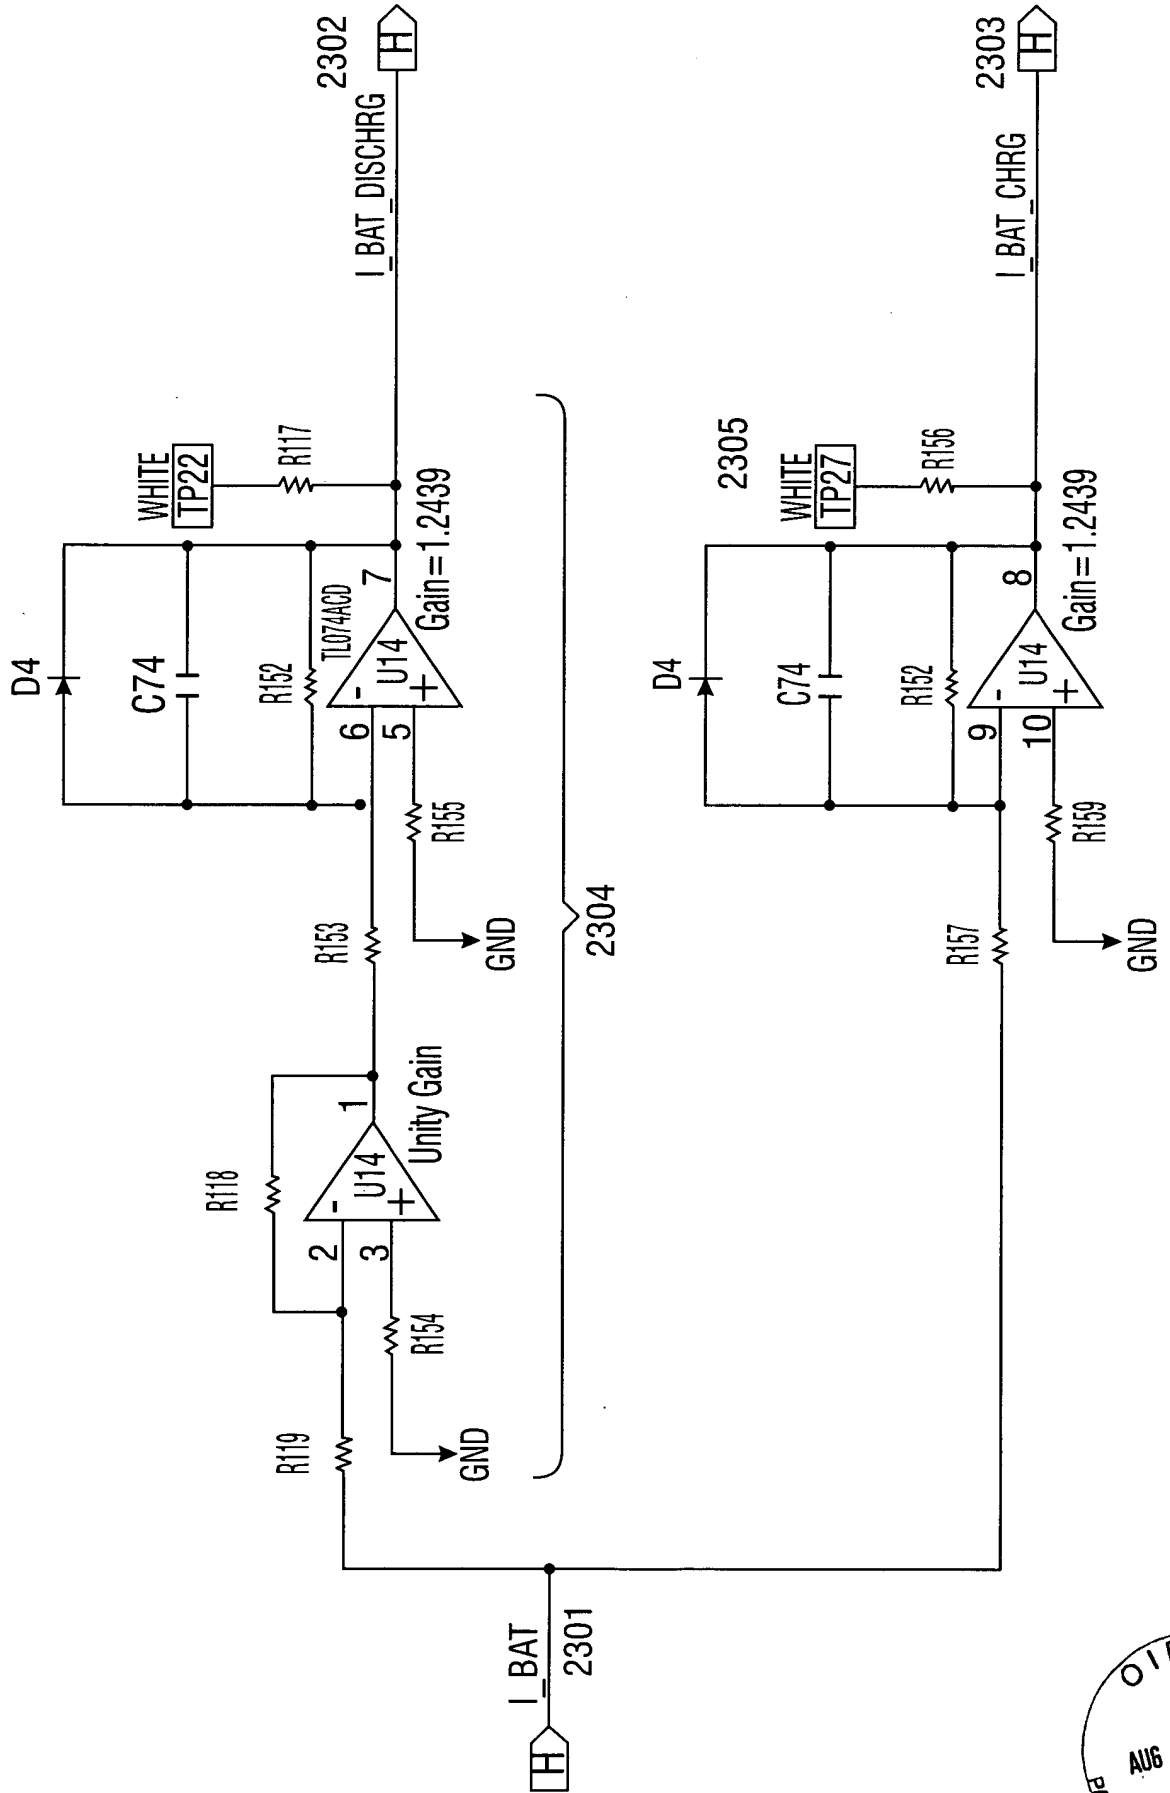 H
I_BAT
2301
R119
GND
R154
2
3
R118
-
U14
+
1
Unity Gain
R153
GND
R155
6
5
D4
C74
R152
TL074ACD
-
U14
+
7
Gain=1.2439
WHITE
TP22
R117
I_BAT_DISCHRG
2302
H
2304
R157
GND
R159
9
10
D4
C74
R152
-
U14
+
8
Gain=1.2439
2305
WHITE
TP27
R156
I_BAT_CHRG
2303
H
AUG